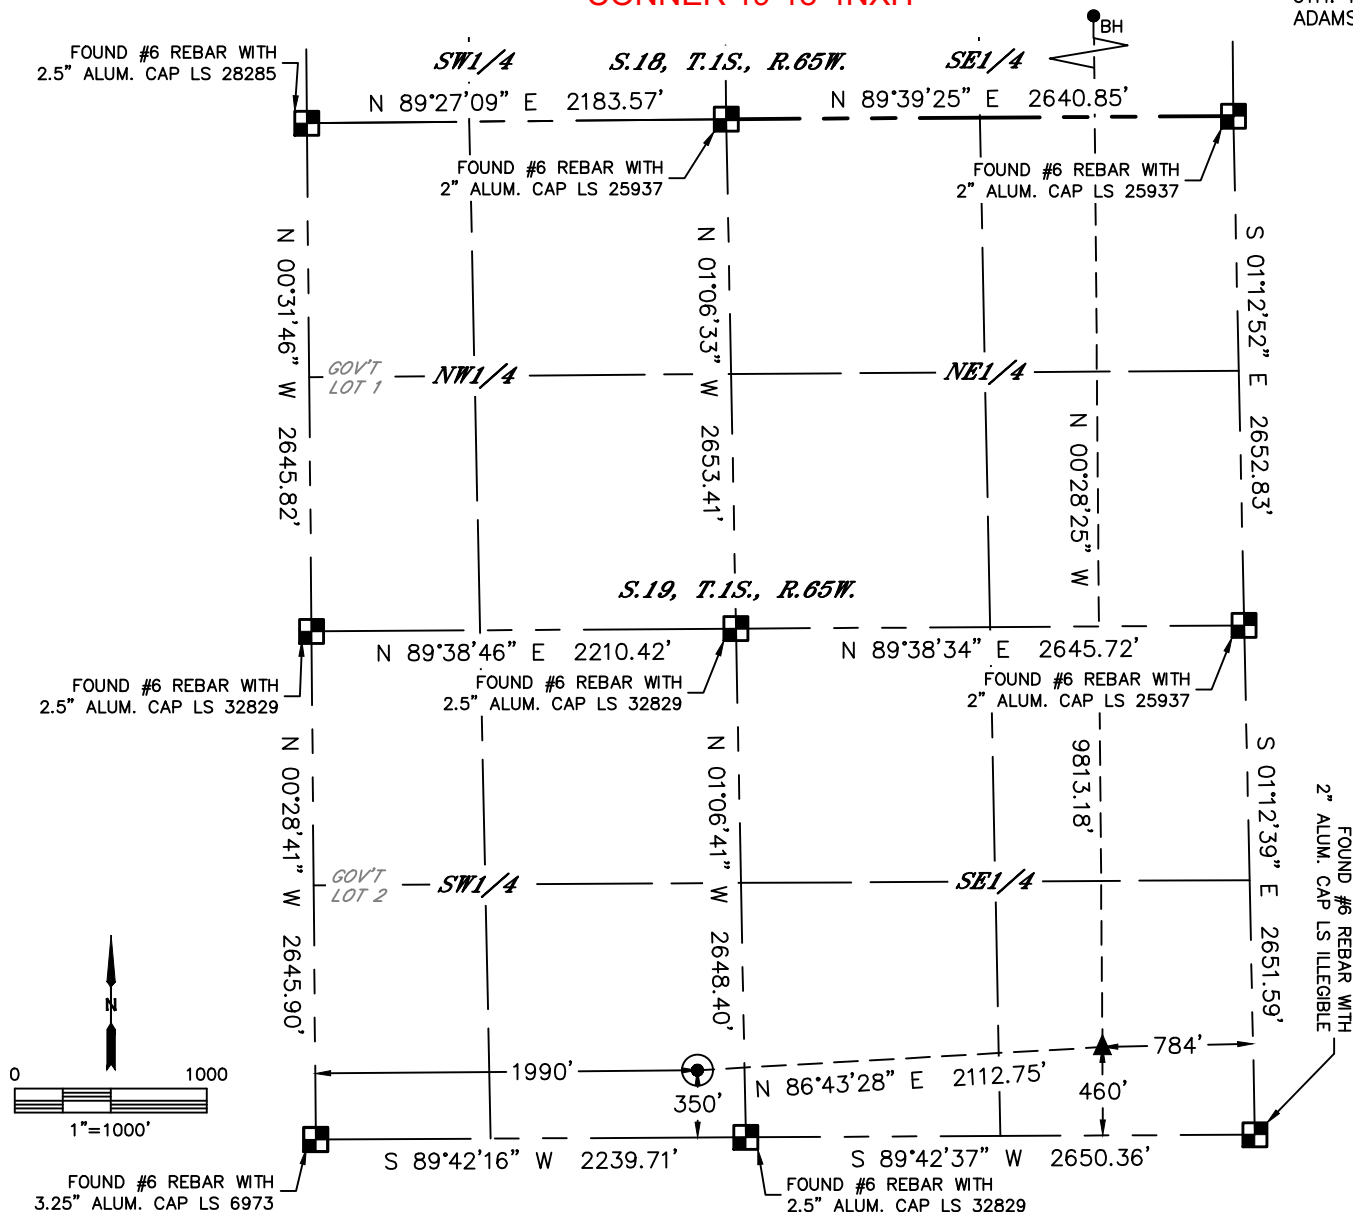 BH
ADAMS
FOUND #6 REBAR WITH
2.5" ALUM. CAP LS 28285
SW1/4
S.18, T.1S., R.65W.
SE1/4
N 89°27'09" E 2183.57'
N 89°39'25" E 2640.85'
FOUND #6 REBAR WITH
2" ALUM. CAP LS 25937
FOUND #6 REBAR WITH
2" ALUM. CAP LS 25937
N 00°31'46" W 2645.82'
N 01°06'33" W 2653.41'
S 01°12'52" E 2652.83'
GOV'T
LOT 1
NW1/4
NE1/4
N 00°28'25" W
9813.18'
S.19, T.1S., R.65W.
N 89°38'46" E 2210.42'
N 89°38'34" E 2645.72'
FOUND #6 REBAR WITH
2.5" ALUM. CAP LS 32829
FOUND #6 REBAR WITH
2.5" ALUM. CAP LS 32829
FOUND #6 REBAR WITH
2" ALUM. CAP LS 25937
N 00°28'41" W 2645.90'
N 01°06'41" W 2648.40'
S 01°12'39" E 2651.59'
FOUND #6 REBAR WITH
2" ALUM. CAP LS ILLEGIBLE
GOV'T
LOT 2
SW1/4
SE1/4
N
0 1000
1"=1000'
1990'
350'
N 86°43'28" E 2112.75'
784'
460'
S 89°42'16" W 2239.71'
S 89°42'37" W 2650.36'
FOUND #6 REBAR WITH
3.25" ALUM. CAP LS 6973
FOUND #6 REBAR WITH
2.5" ALUM. CAP LS 32829